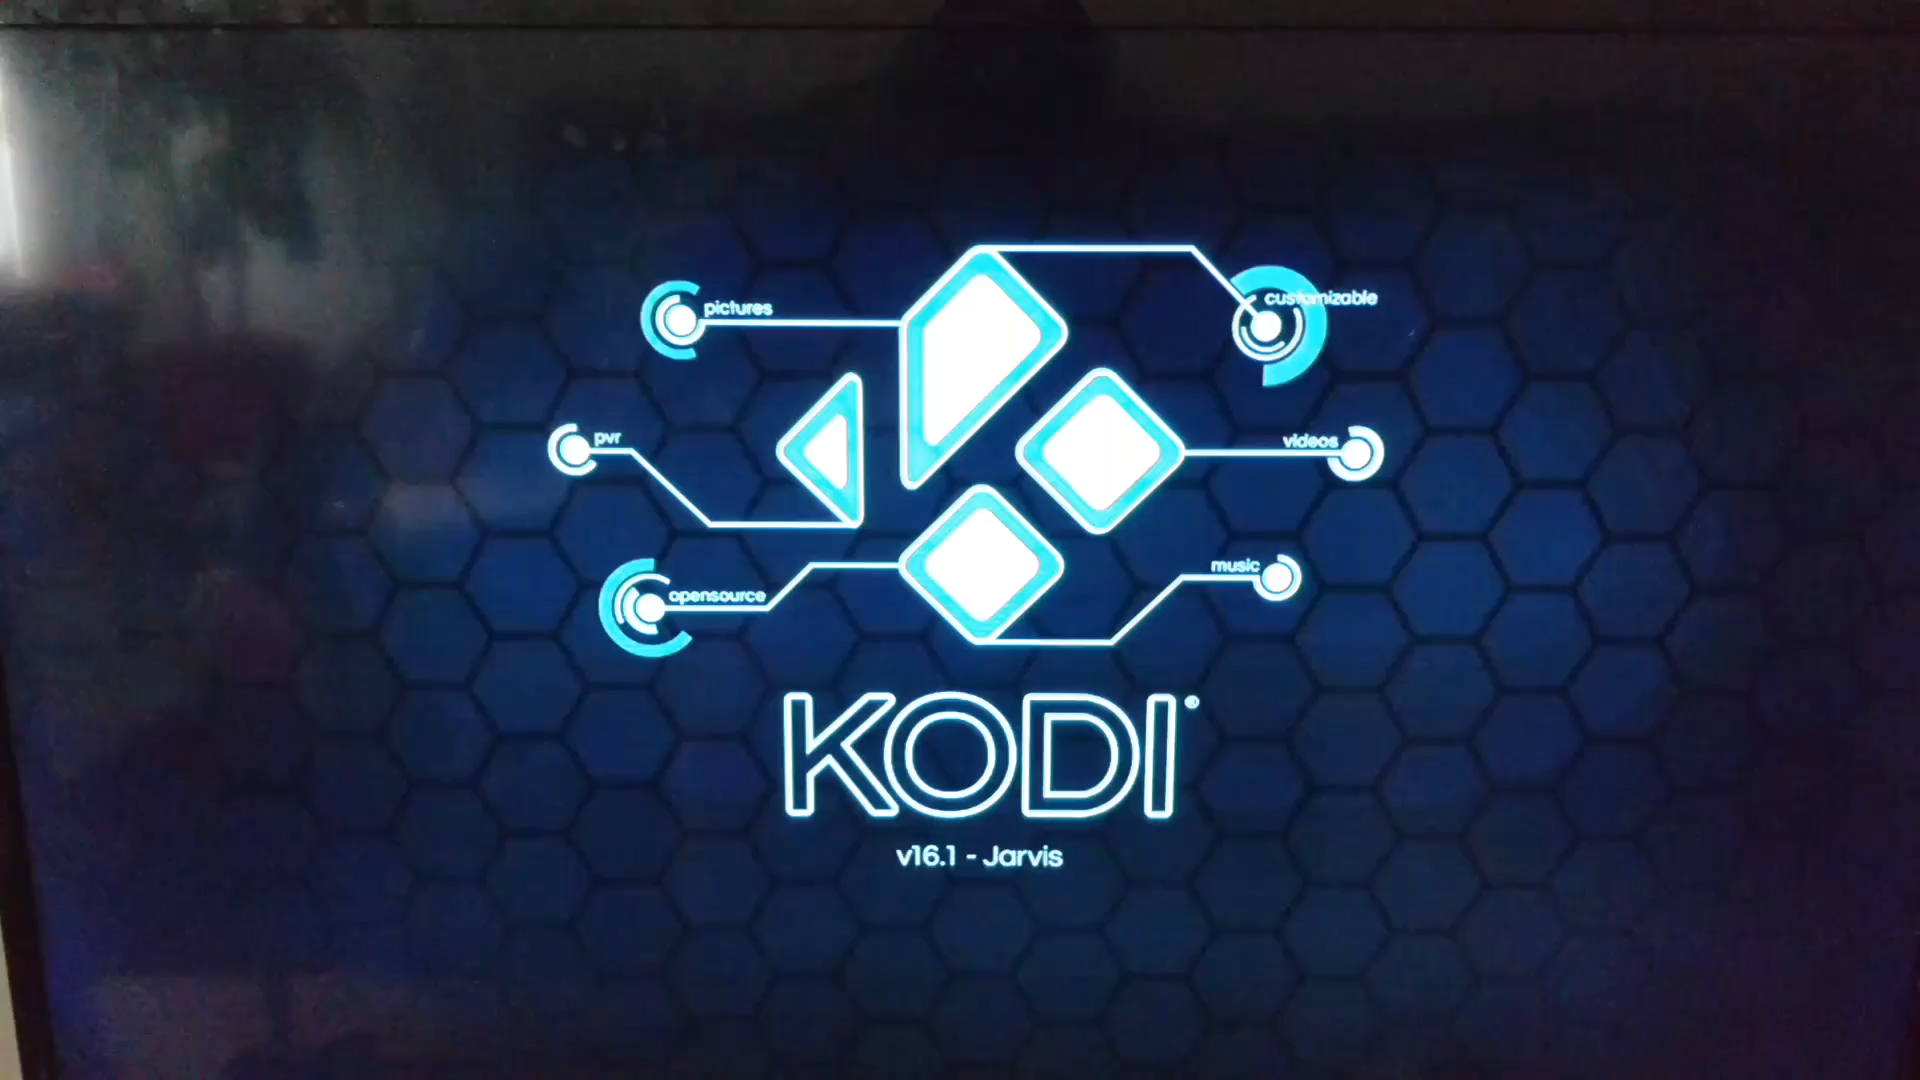 customizable
pictures
pvr
videos
opensource
music
KODI®
v16.1 - Jarvis